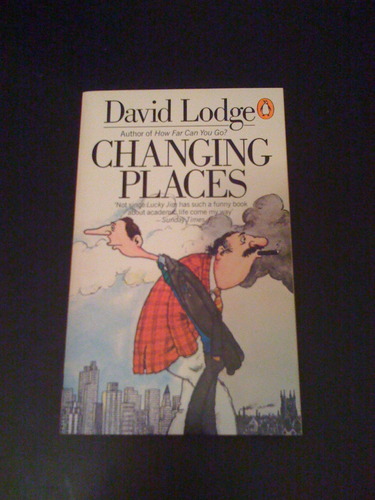 David Lodge
Author of How Far Can You Go?
CHANGING
PLACES
'Not since Lucky Jim has such a funny book
about academic life come my way'
– Sunday Times